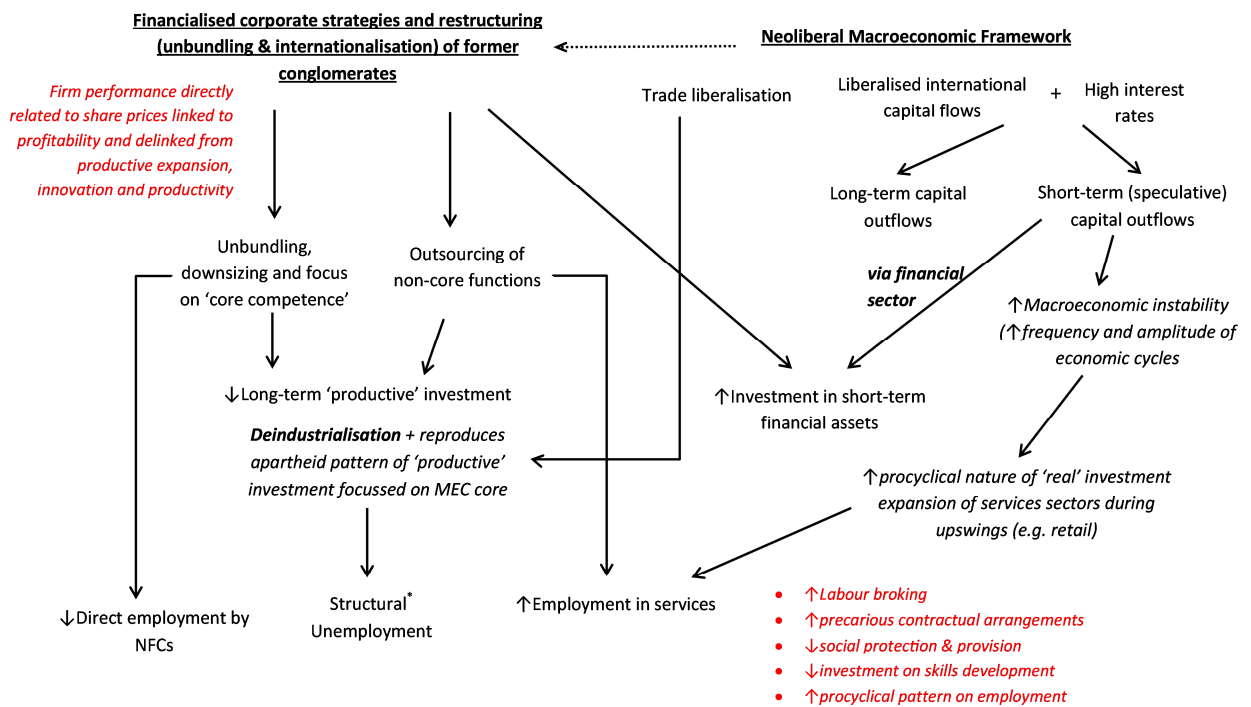 Financialised corporate strategies and restructuring
(unbundling & internationalisation) of former
conglomerates
Neoliberal Macroeconomic Framework
Firm performance directly
related to share prices linked to
profitability and delinked from
productive expansion,
innovation and productivity
Trade liberalisation
Liberalised international
capital flows
+
High interest
rates
Long-term capital
outflows
Short-term (speculative)
capital outflows
Unbundling,
downsizing and focus
on ‘core competence’
Outsourcing of
non-core functions
via financial
sector
↑Macroeconomic instability
(↑frequency and amplitude of
economic cycles
↓Long-term ‘productive’ investment
↑Investment in short-term
financial assets
Deindustrialisation + reproduces
apartheid pattern of ‘productive’
investment focussed on MEC core
↑procyclical nature of ‘real’ investment
expansion of services sectors during
upswings (e.g. retail)
↓Direct employment by
NFCs
Structural*
Unemployment
↑Employment in services
• ↑Labour broking
• ↑precarious contractual arrangements
• ↓social protection & provision
• ↓investment on skills development
• ↑procyclical pattern on employment